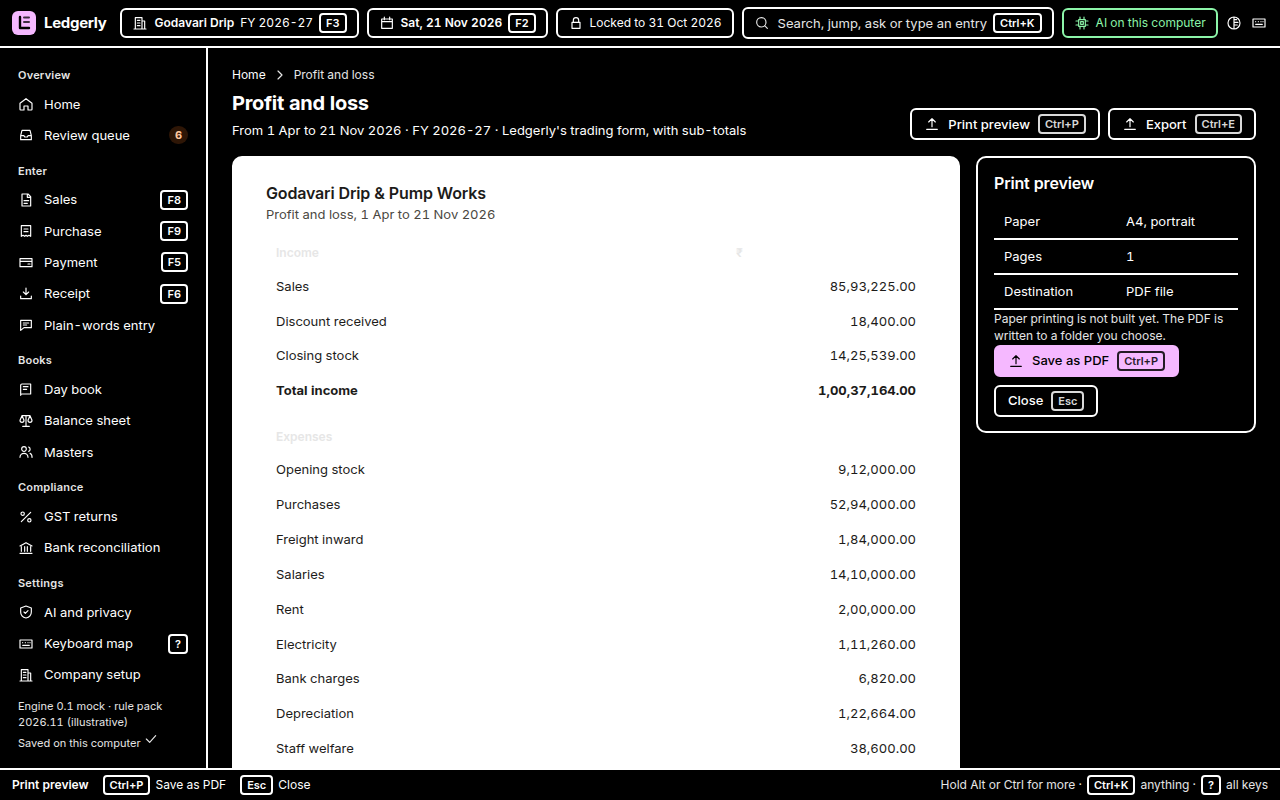 Ledgerly
Godavari Drip FY 2026-27 F3
Sat, 21 Nov 2026 F2
Locked to 31 Oct 2026
Search, jump, ask or type an entry Ctrl+K
AI on this computer
Overview
Home
Review queue 6
Enter
Sales F8
Purchase F9
Payment F5
Receipt F6
Plain-words entry
Books
Day book
Balance sheet
Masters
Compliance
GST returns
Bank reconciliation
Settings
AI and privacy
Keyboard map ?
Company setup
Engine 0.1 mock · rule pack
2026.11 (illustrative)
Saved on this computer
Home > Profit and loss
Profit and loss
From 1 Apr to 21 Nov 2026 · FY 2026-27 · Ledgerly's trading form, with sub-totals
Print preview Ctrl+P
Export Ctrl+E
Godavari Drip & Pump Works
Profit and loss, 1 Apr to 21 Nov 2026
Income ₹
Sales 85,93,225.00
Discount received 18,400.00
Closing stock 14,25,539.00
Total income 1,00,37,164.00
Expenses
Opening stock 9,12,000.00
Purchases 52,94,000.00
Freight inward 1,84,000.00
Salaries 14,10,000.00
Rent 2,00,000.00
Electricity 1,11,260.00
Bank charges 6,820.00
Depreciation 1,22,664.00
Staff welfare 38,600.00
Print preview
Paper A4, portrait
Pages 1
Destination PDF file
Paper printing is not built yet. The PDF is
written to a folder you choose.
Save as PDF Ctrl+P
Close Esc
Print preview Ctrl+P Save as PDF Esc Close
Hold Alt or Ctrl for more · Ctrl+K anything · ? all keys